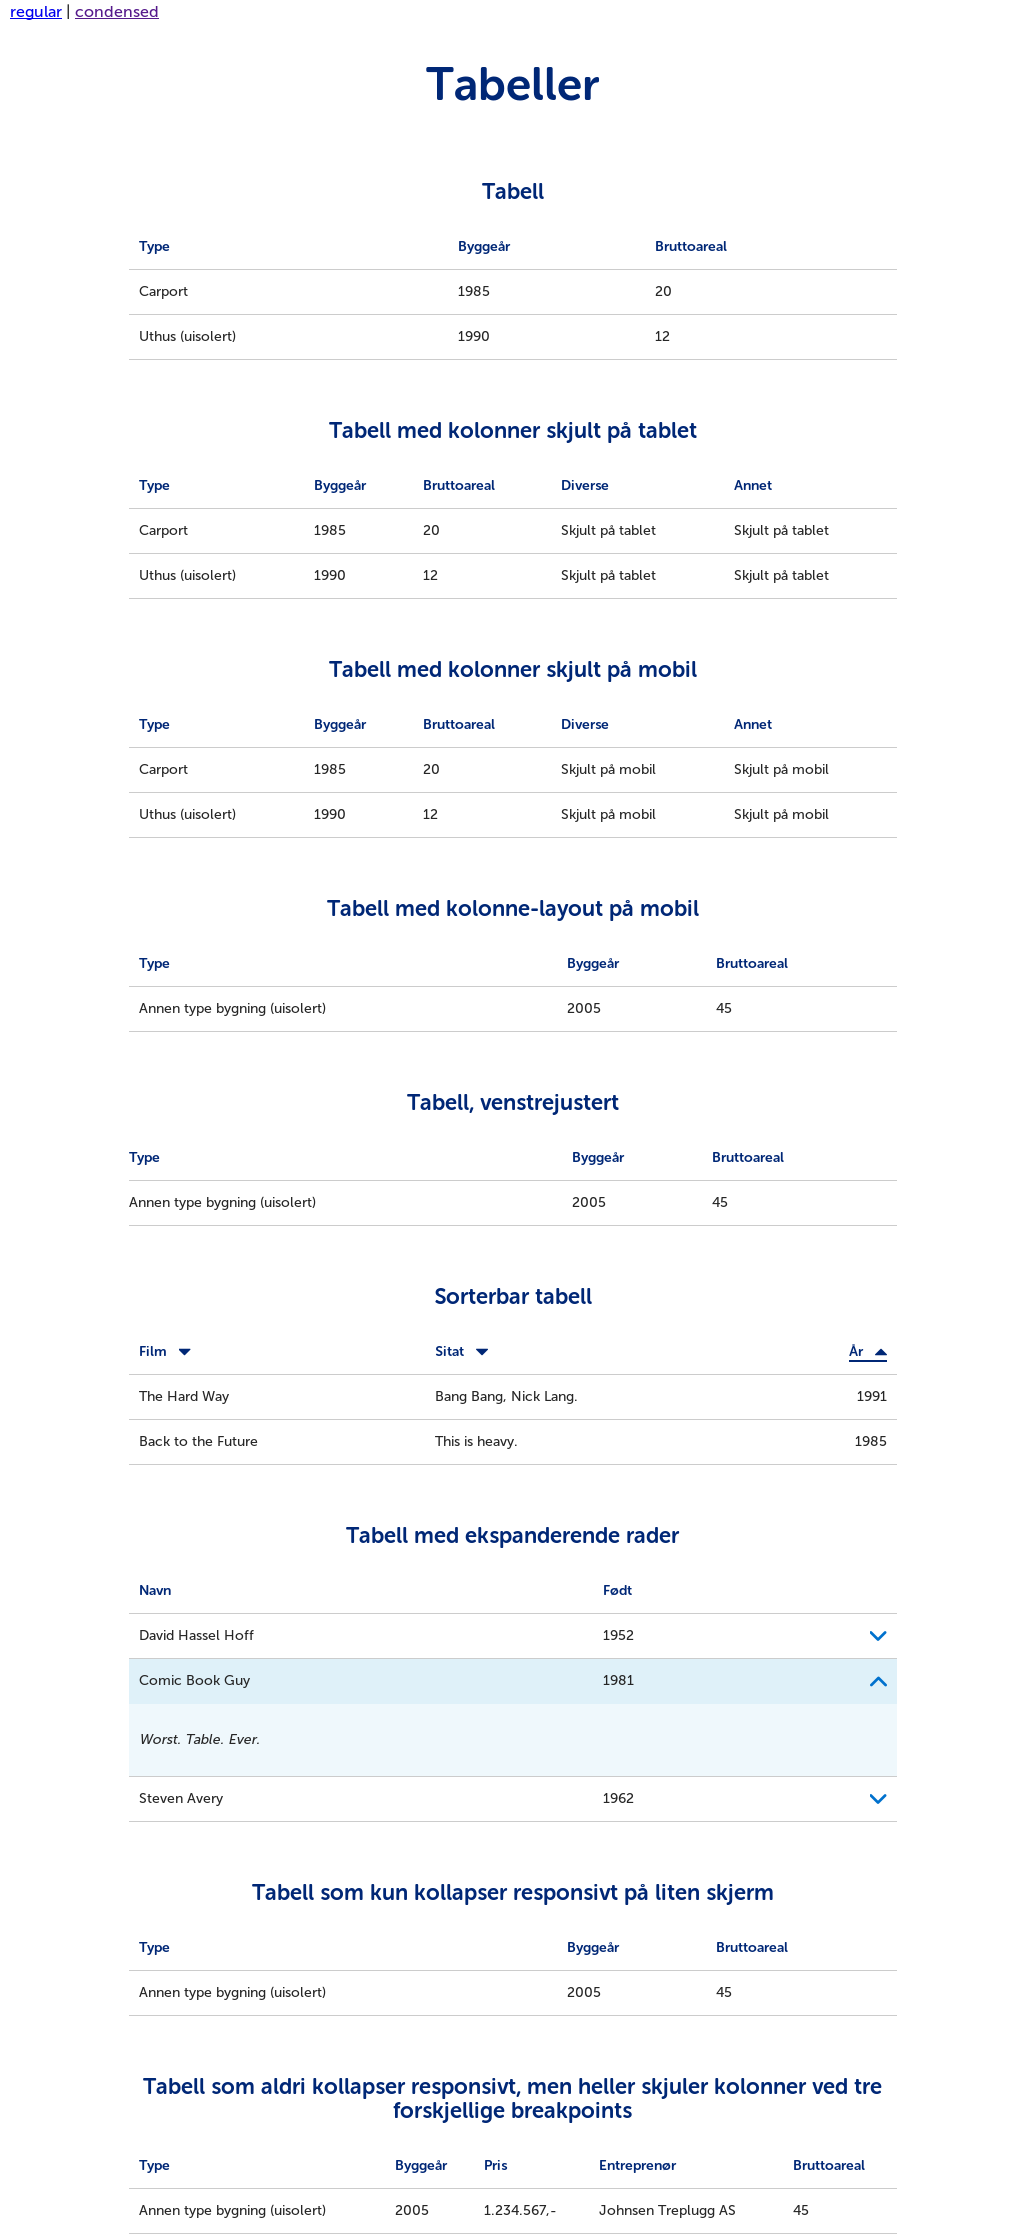 regular | condensed
Tabeller
Tabell
Type Byggeår Bruttoareal
Carport 1985 20
Uthus (uisolert) 1990 12
Tabell med kolonner skjult på tablet
Type Byggeår Bruttoareal Diverse Annet
Carport 1985 20 Skjult på tablet Skjult på tablet
Uthus (uisolert) 1990 12 Skjult på tablet Skjult på tablet
Tabell med kolonner skjult på mobil
Type Byggeår Bruttoareal Diverse Annet
Carport 1985 20 Skjult på mobil Skjult på mobil
Uthus (uisolert) 1990 12 Skjult på mobil Skjult på mobil
Tabell med kolonne-layout på mobil
Type Byggeår Bruttoareal
Annen type bygning (uisolert) 2005 45
Tabell, venstrejustert
Type Byggeår Bruttoareal
Annen type bygning (uisolert) 2005 45
Sorterbar tabell
Film Sitat År
The Hard Way Bang Bang, Nick Lang. 1991
Back to the Future This is heavy. 1985
Tabell med ekspanderende rader
Navn Født
David Hassel Hoff 1952
Comic Book Guy 1981
Worst. Table. Ever.
Steven Avery 1962
Tabell som kun kollapser responsivt på liten skjerm
Type Byggeår Bruttoareal
Annen type bygning (uisolert) 2005 45
Tabell som aldri kollapser responsivt, men heller skjuler kolonner ved tre
forskjellige breakpoints
Type Byggeår Pris Entreprenør Bruttoareal
Annen type bygning (uisolert) 2005 1.234.567,- Johnsen Treplugg AS 45